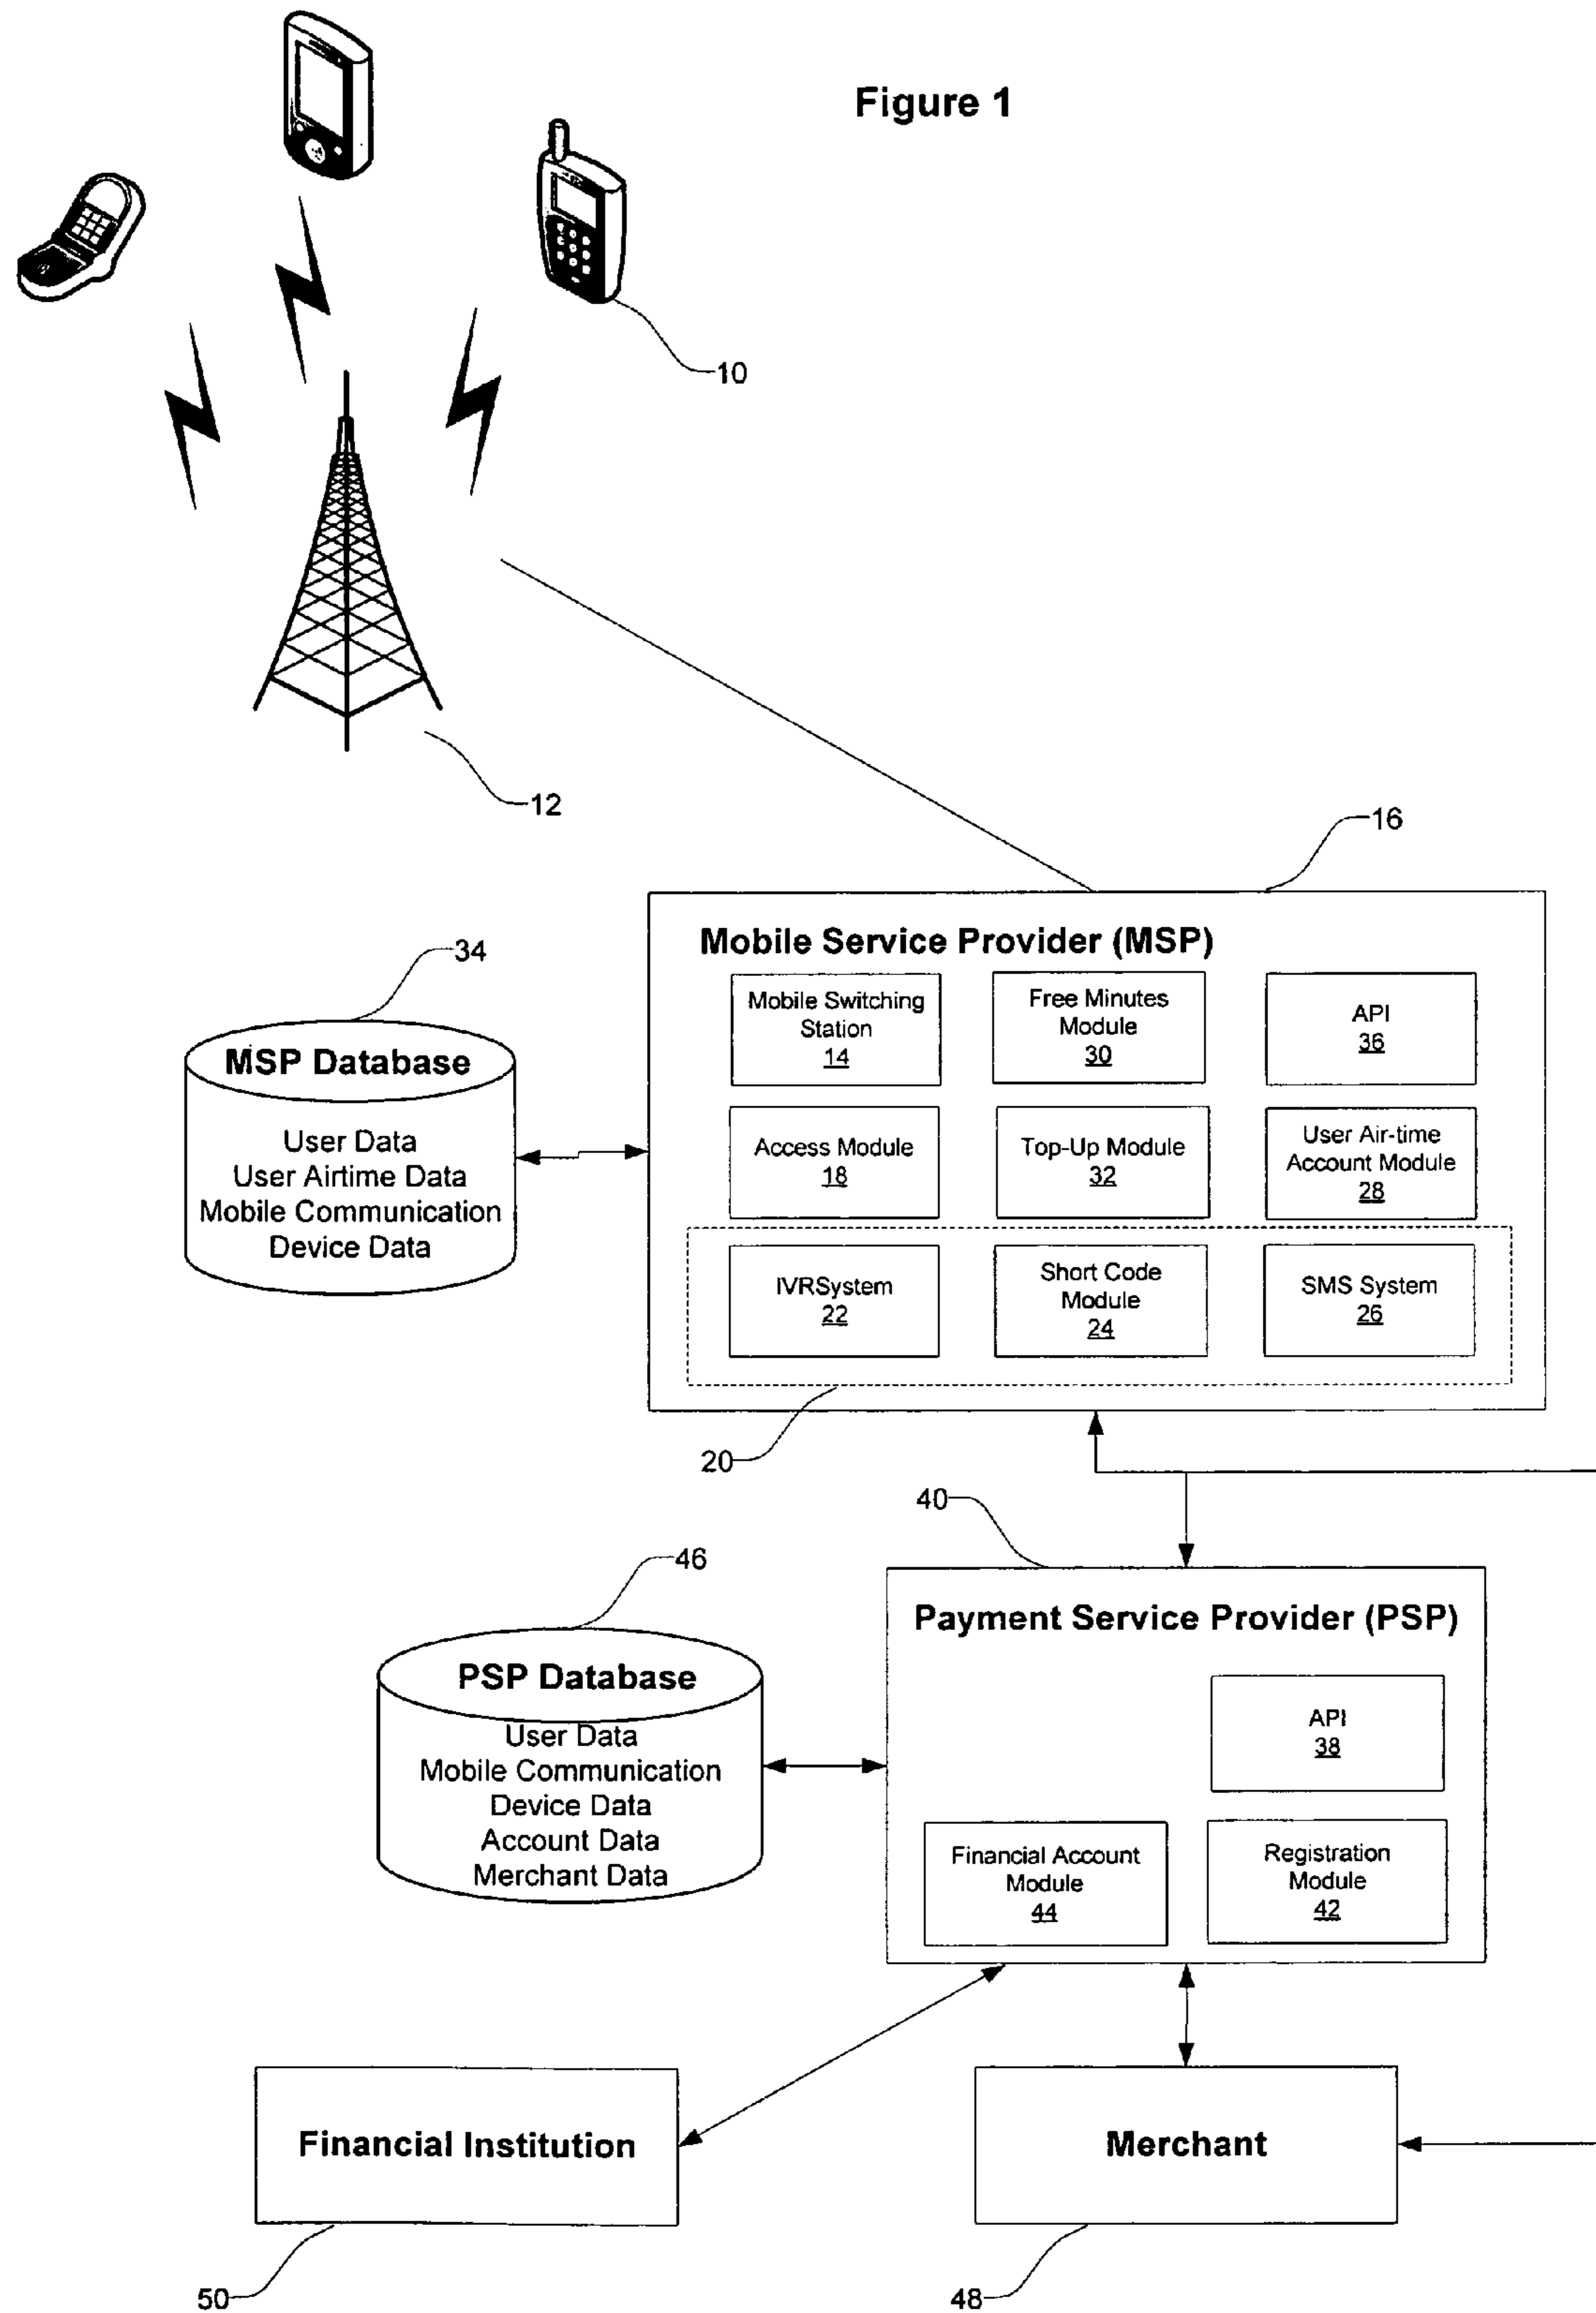 Figure 1
10
12
16
Mobile Service Provider (MSP)
34
Mobile Switching
Station
14
Free Minutes
Module
30
API
36
MSP Database
User Data
User Airtime Data
Mobile Communication
Device Data
Access Module
18
Top-Up Module
32
User Air-time
Account Module
28
IVRSystem
22
Short Code
Module
24
SMS System
26
20
40
46
Payment Service Provider (PSP)
PSP Database
User Data
Mobile Communication
Device Data
Account Data
Merchant Data
API
38
Financial Account
Module
44
Registration
Module
42
Financial Institution
Merchant
50
48